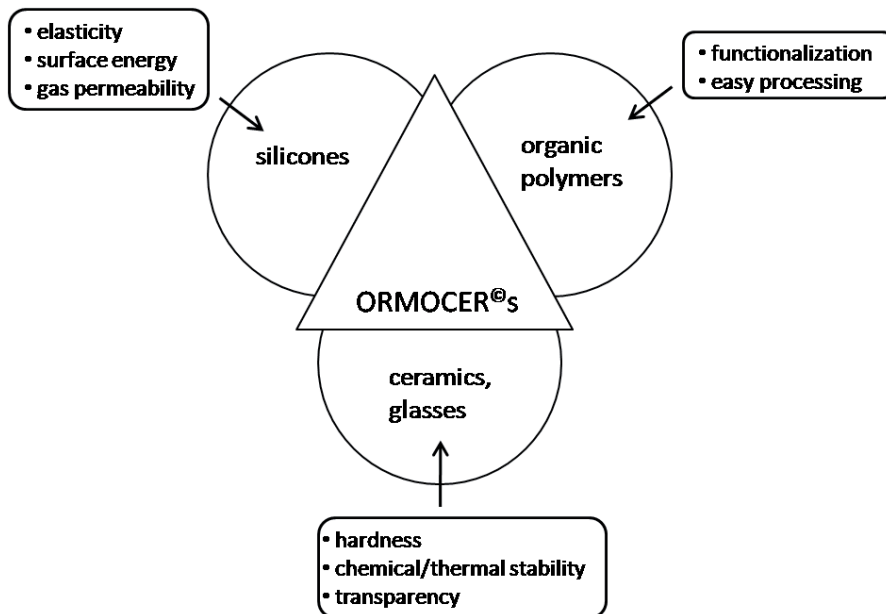 • elasticity
• surface energy
• gas permeability
• functionalization
• easy processing
silicones
organic
polymers
ORMOCER©s
ceramics,
glasses
• hardness
• chemical/thermal stability
• transparency